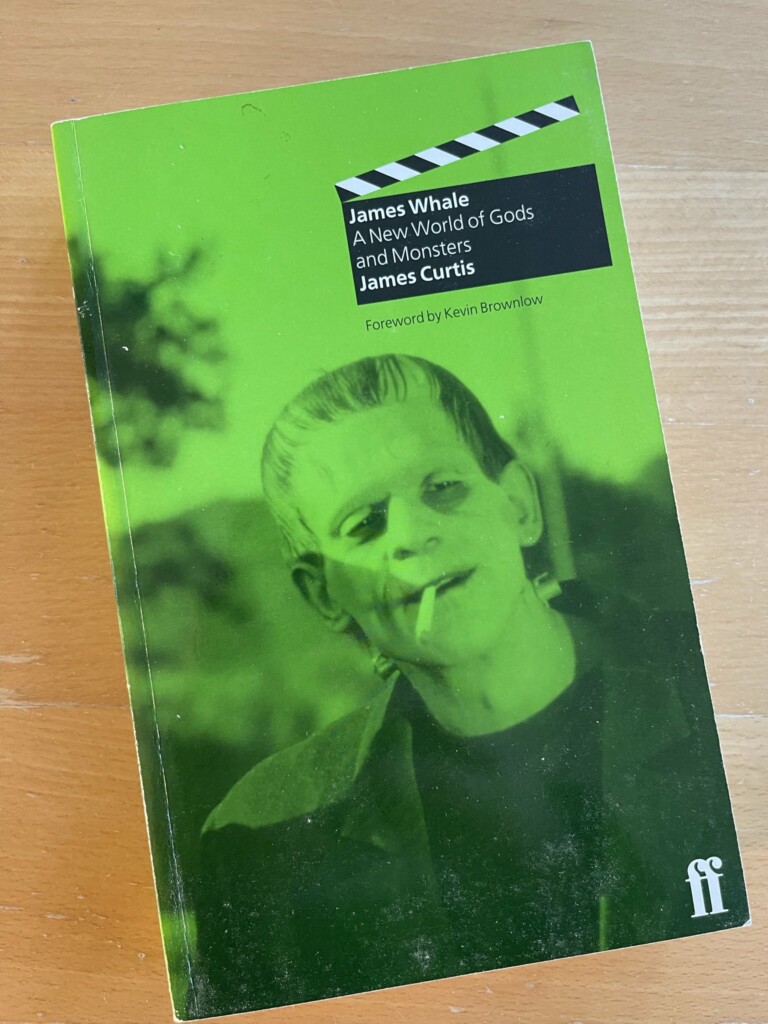 James Whale
A New World of Gods
and Monsters
James Curtis
Foreword by Kevin Brownlow
ff